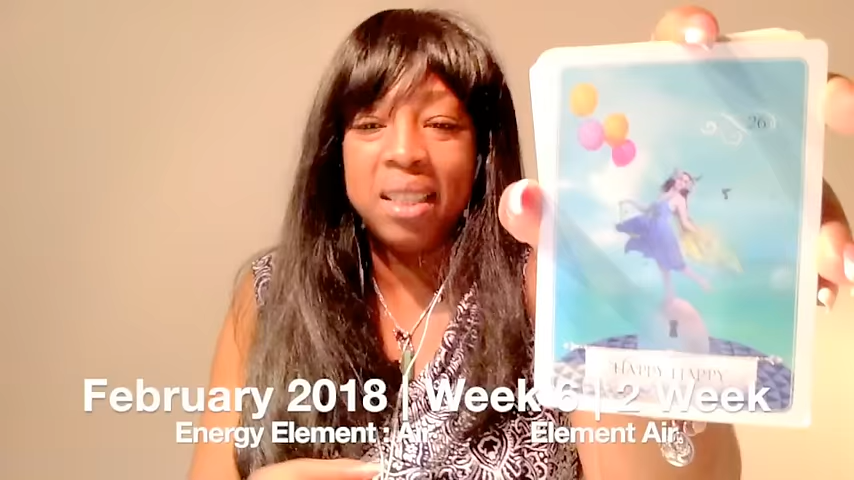 26
HAPPY HAPPY
February 2018 | Week 6 | 2 Week
Energy Element : Air
Element Air